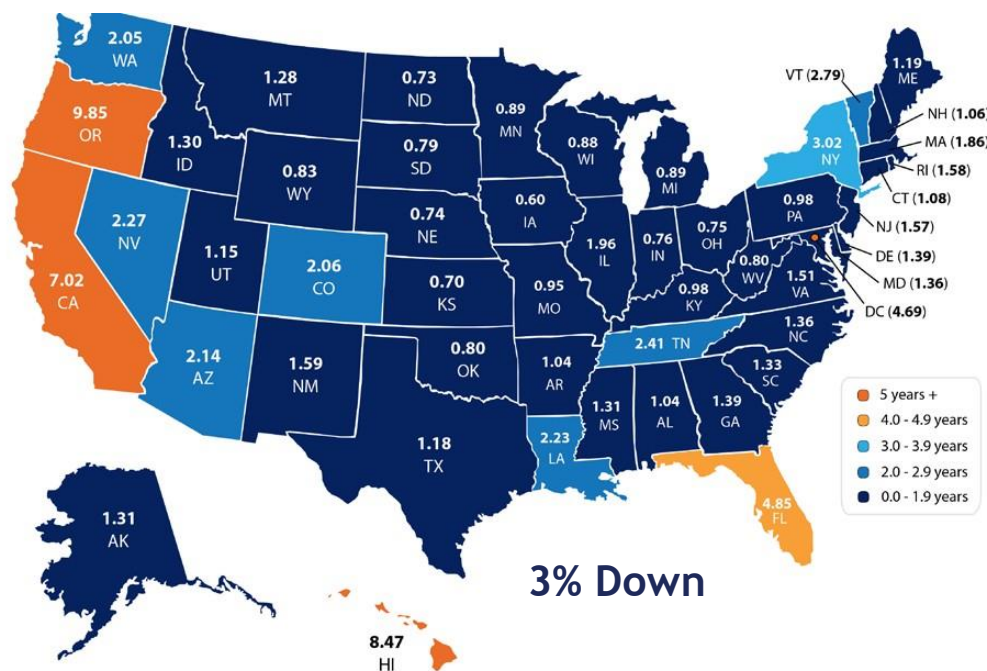 2.05
WA
9.85
OR
7.02
CA
2.27
NV
1.30
ID
1.28
MT
0.83
WY
1.15
UT
2.06
CO
2.14
AZ
1.59
NM
0.73
ND
0.79
SD
0.74
NE
0.70
KS
0.80
OK
1.18
TX
0.89
MN
0.60
IA
0.95
MO
1.04
AR
2.23
LA
0.88
WI
1.96
IL
0.89
MI
0.76
IN
0.75
OH
0.98
KY
2.41 TN
1.31
MS
1.04
AL
1.39
GA
4.85
FL
1.33
SC
1.36
NC
1.51
VA
0.80
WV
0.98
PA
3.02
NY
1.19
ME
VT (2.79)
NH (1.06)
MA (1.86)
RI (1.58)
CT (1.08)
NJ (1.57)
DE (1.39)
MD (1.36)
DC (4.69)
5 years +
4.0 - 4.9 years
3.0 - 3.9 years
2.0 - 2.9 years
0.0 - 1.9 years
1.31
AK
8.47
HI
3% Down